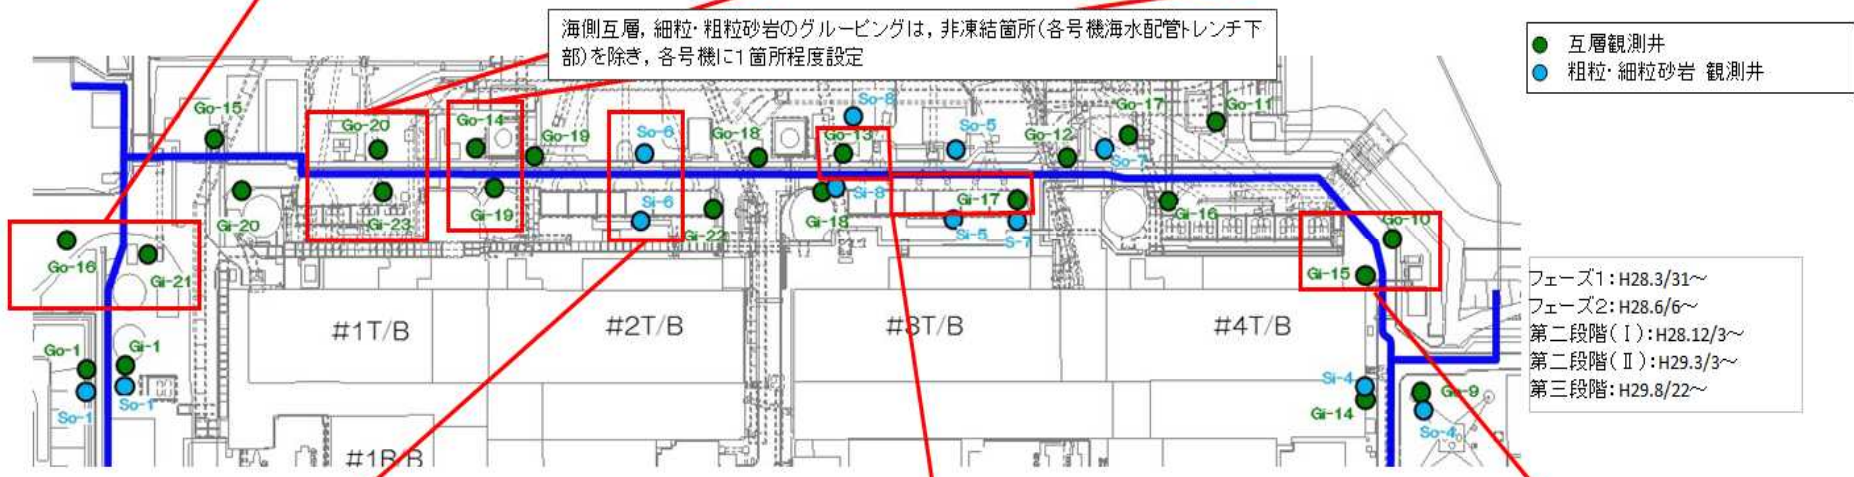 海側互層，細粒・粗粒砂岩のグルーピングは，非凍結箇所（各号機海水配管トレンチ下
部）を除き，各号機に1箇所程度設定
互層観測井
粗粒・細粒砂岩 観測井
Go-15
Go-20
Go-14
Go-19
So-6
Go-18
So-8
Go-13
So-5
Go-12
Go-17
So-7
Go-11
Gi-20
Gi-23
Gi-19
Si-6
Gi-22
Gi-18
Si-8
Gi-17
Si-5
S-7
Gi-16
Go-10
Gi-15
Go-16
Gi-21
#1T/B
#2T/B
#3T/B
#4T/B
フェーズ1：H28.3/31～
フェーズ2：H28.6/6～
第二段階（Ⅰ）：H28.12/3～
第二段階（Ⅱ）：H29.3/3～
第三段階：H29.8/22～
Go-1
Gi-1
So-1
So-1
Si-4
Gi-14
Go-9
So-4
#1R/B